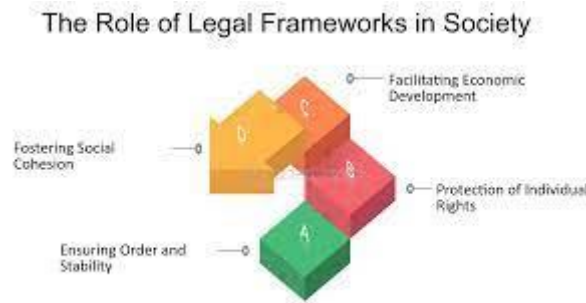 The Role of Legal Frameworks in Society
Facilitating Economic
Development
C
D
Fostering Social
Cohesion
B
Protection of Individual
Rights
A
Ensuring Order and
Stability